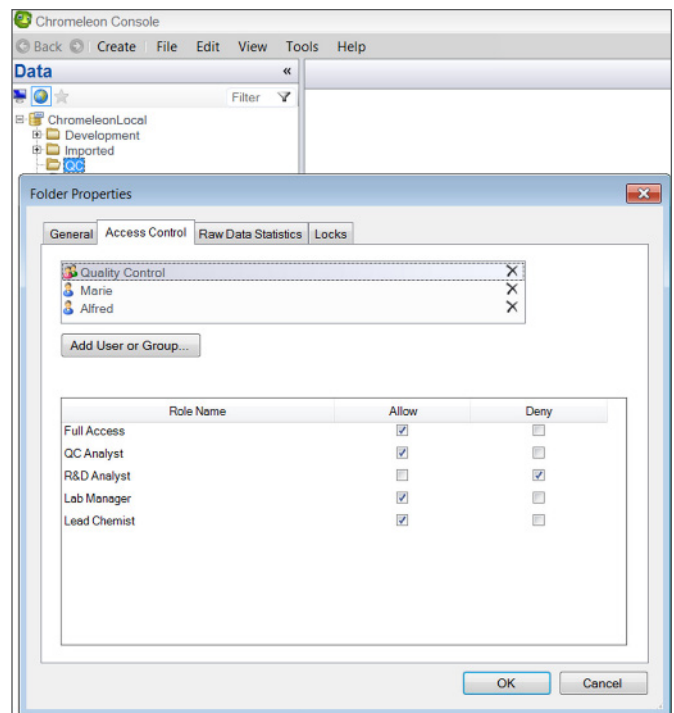 Chromeleon Console
Back Create File Edit View Tools Help
Data «
Filter
ChromeleonLocal
Development
Imported
QC
Folder Properties
General Access Control Raw Data Statistics Locks
Quality Control
Marie
Alfred
Add User or Group...
Role Name Allow Deny
Full Access
QC Analyst
R&D Analyst
Lab Manager
Lead Chemist
OK Cancel